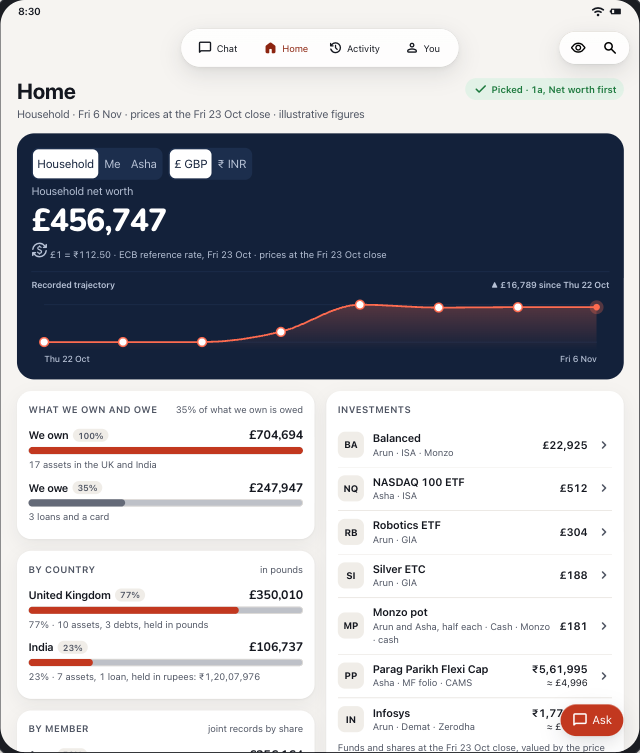 8:30
Chat
Home
Activity
You
Home
Picked · 1a, Net worth first
Household · Fri 6 Nov · prices at the Fri 23 Oct close · illustrative figures
Household Me Asha £ GBP ₹ INR
Household net worth
£456,747
£1 = ₹112.50 · ECB reference rate, Fri 23 Oct · prices at the Fri 23 Oct close
Recorded trajectory
▲ £16,789 since Thu 22 Oct
Thu 22 Oct
Fri 6 Nov
WHAT WE OWN AND OWE
35% of what we own is owed
We own 100% £704,694
17 assets in the UK and India
We owe 35% £247,947
3 loans and a card
BY COUNTRY
in pounds
United Kingdom 77% £350,010
77% · 10 assets, 3 debts, held in pounds
India 23% £106,737
23% · 7 assets, 1 loan, held in rupees: ₹1,20,07,976
BY MEMBER
joint records by share
INVESTMENTS
BA Balanced £22,925
Arun · ISA · Monzo
NQ NASDAQ 100 ETF £512
Asha · ISA
RB Robotics ETF £304
Arun · GIA
SI Silver ETC £188
Arun · GIA
MP Monzo pot £181
Arun and Asha, half each · Cash · Monzo
· cash
PP Parag Parikh Flexi Cap ₹5,61,995
Asha · MF folio · CAMS ≈ £4,996
IN Infosys
Arun · Demat · Zerodha
Ask
Funds and shares at the Fri 23 Oct close, valued by the price